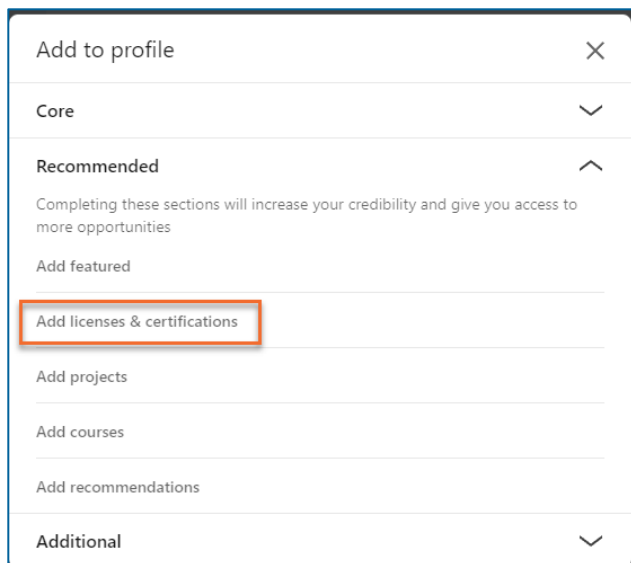 Add to profile
Core
Recommended
Completing these sections will increase your credibility and give you access to
more opportunities
Add featured
Add licenses & certifications
Add projects
Add courses
Add recommendations
Additional